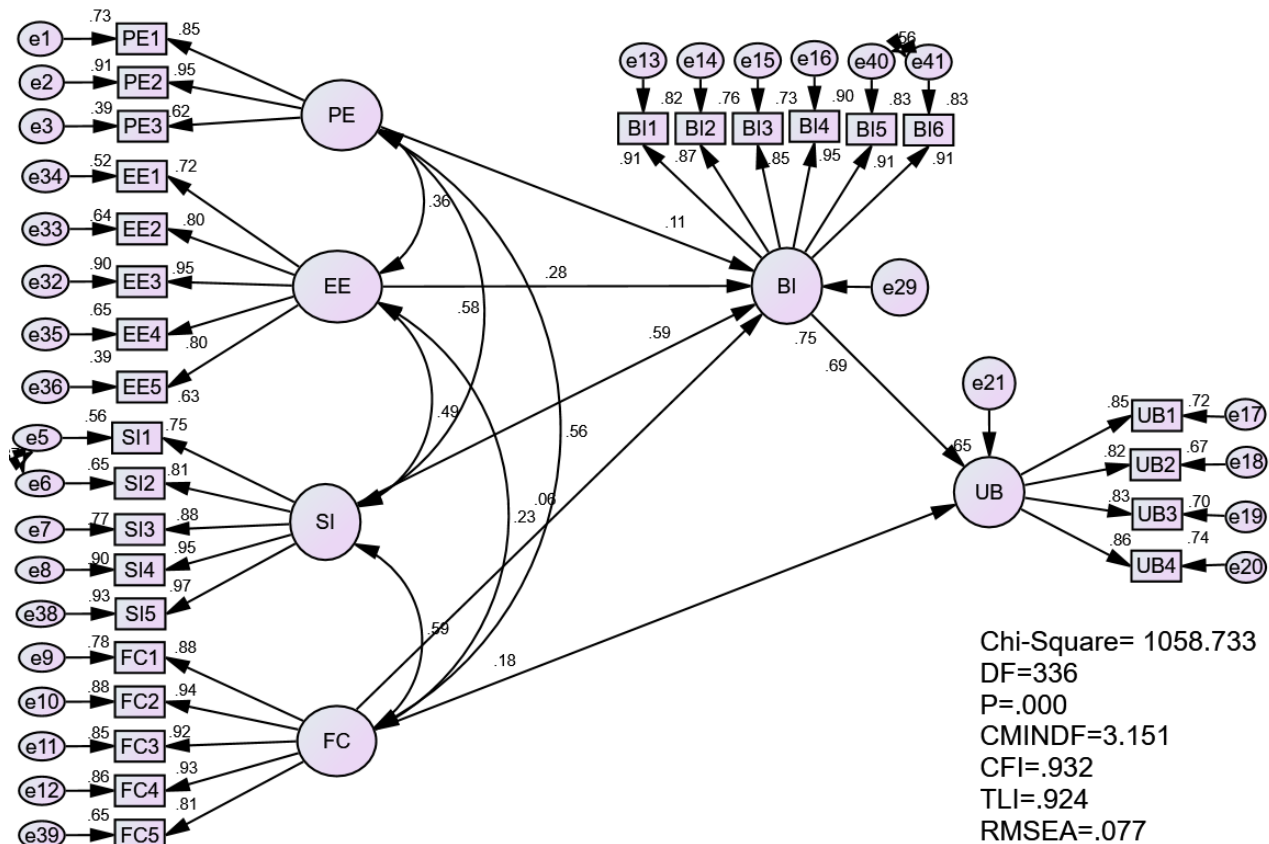 .73
e1
PE1
.85
.91
e2
PE2
.95
.39
e3
PE3
.62
PE
.52
e34
EE1
.72
.64
e33
EE2
.80
.90
e32
EE3
.95
.65
e35
EE4
.80
.39
e36
EE5
.63
EE
.56
e5
SI1
.75
.65
e6
SI2
.81
.77
e7
SI3
.88
.90
e8
SI4
.95
.93
e38
SI5
.97
SI
.78
e9
FC1
.88
.88
e10
FC2
.94
.85
e11
FC3
.92
.86
e12
FC4
.93
.65
e39
FC5
.81
FC
.36
.58
.49
.56
.23
.06
.59
.11
.28
.59
.18
.56
e13
e14
e15
e16
e40
e41
.82
.76
.73
.90
.83
.83
BI1
BI2
BI3
BI4
BI5
BI6
.91
.87
.85
.95
.91
.91
BI
e29
.75
.69
e21
.65
UB
.85
UB1
.72
e17
.82
UB2
.67
e18
.83
UB3
.70
e19
.86
UB4
.74
e20
Chi-Square= 1058.733
DF=336
P=.000
CMINDF=3.151
CFI=.932
TLI=.924
RMSEA=.077